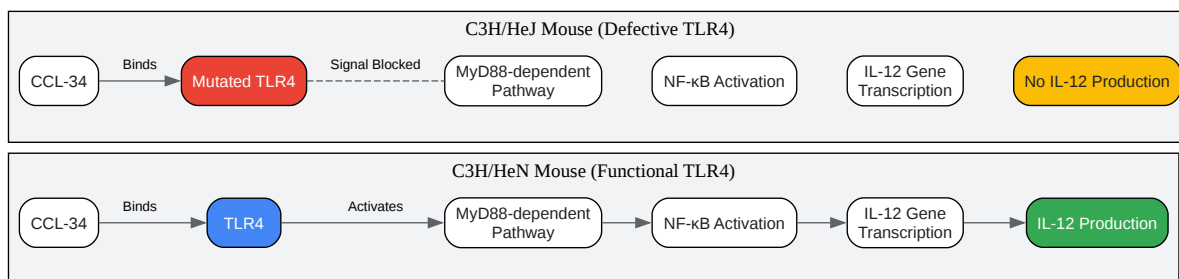 C3H/HeJ Mouse (Defective TLR4)
CCL-34
Binds
Mutated TLR4
Signal Blocked
MyD88-dependent
Pathway
NF-κB Activation
IL-12 Gene
Transcription
No IL-12 Production
C3H/HeN Mouse (Functional TLR4)
CCL-34
Binds
TLR4
Activates
MyD88-dependent
Pathway
NF-κB Activation
IL-12 Gene
Transcription
IL-12 Production